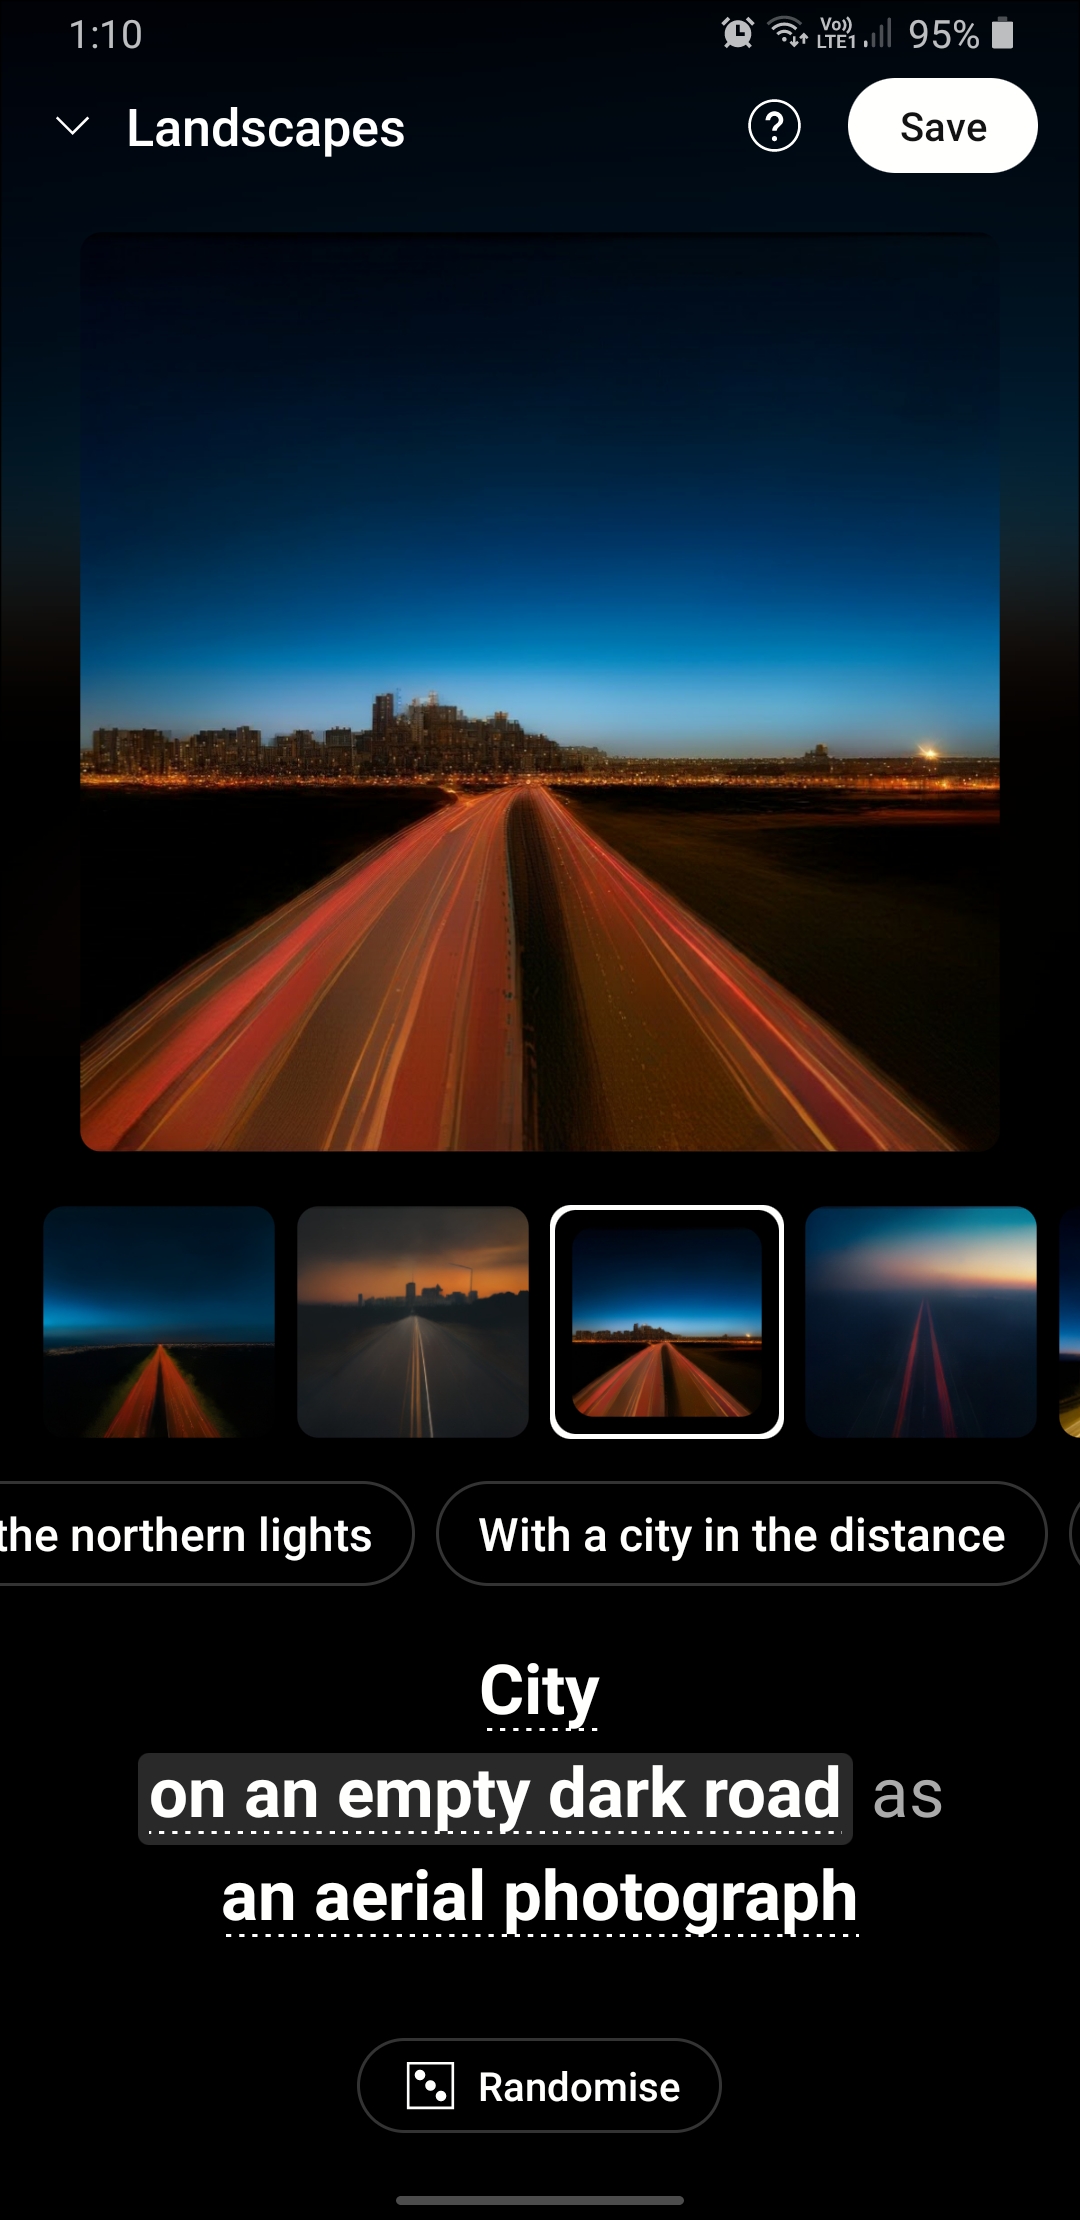 1:10
Vo))
LTE1
95%
Landscapes
?
Save
the northern lights
With a city in the distance
City
on an empty dark road as
an aerial photograph
Randomise